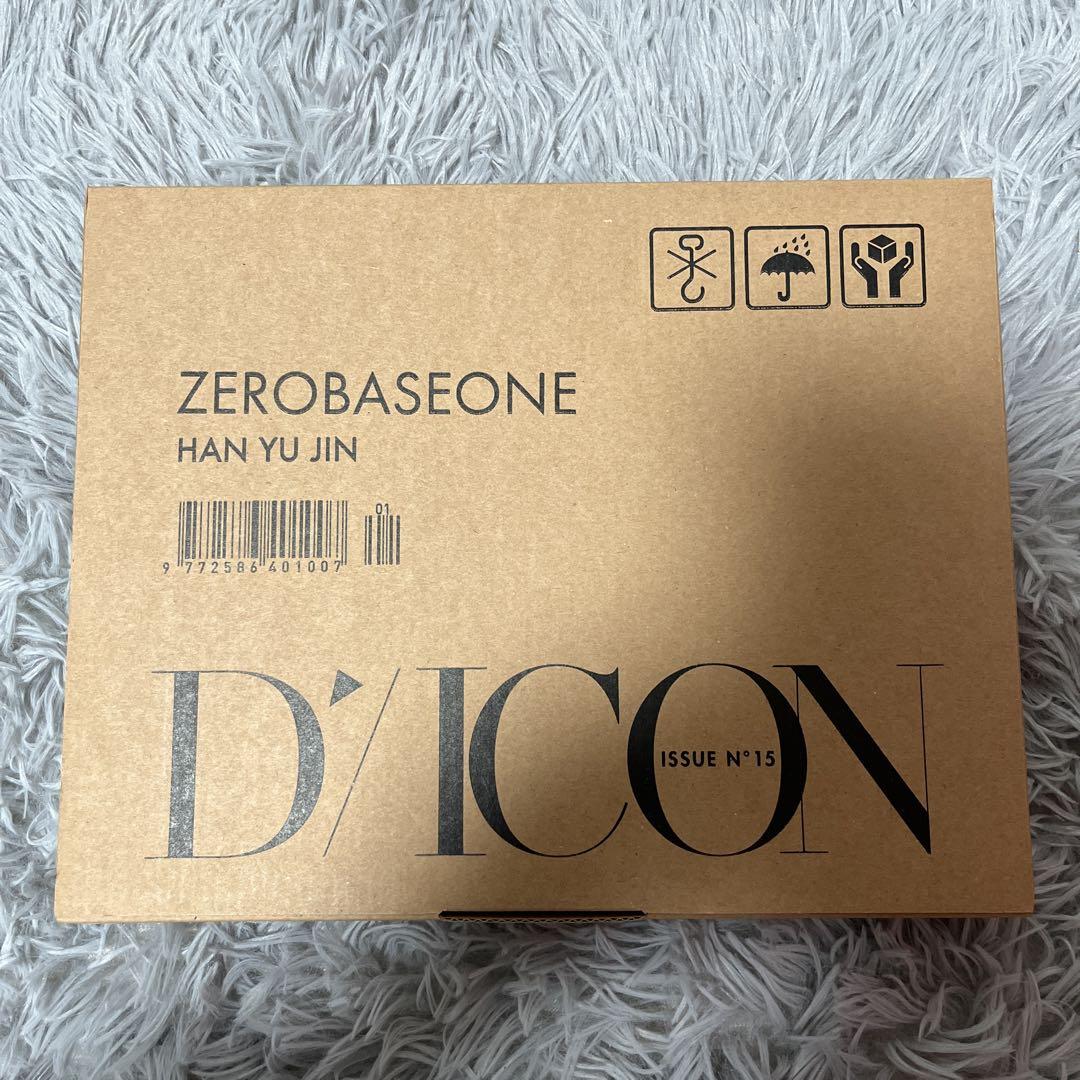 ZEROBASEONE
HAN YU JIN
01
9 772586 401007
D'/ICON
ISSUE N°15